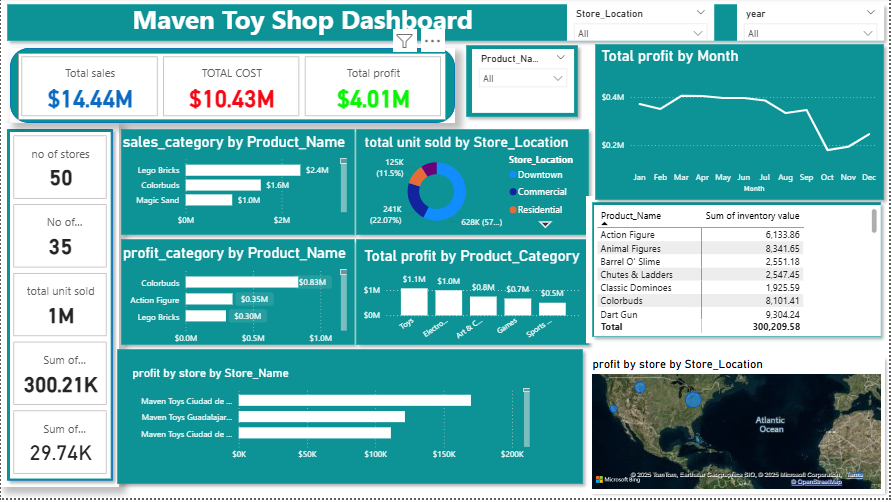 Maven Toy Shop Dashboard
Store_Location
All
year
All
Total sales
$14.44M
TOTAL COST
$10.43M
Total profit
$4.01M
Product_Na...
All
Total profit by Month
$0.4M
$0.2M
Jan Feb Mar Apr May Jun Jul Aug Sep Oct Nov Dec
Month
no of stores
50
No of...
35
total unit sold
1M
Sum of...
300.21K
Sum of...
29.74K
sales_category by Product_Name
Lego Bricks $2.4M
Colorbuds $1.6M
Magic Sand $1.0M
$0M $2M
total unit sold by Store_Location
125K
(11.5%)
241K
(22.07%)
628K (57...)
Store_Location
Downtown
Commercial
Residential
profit_category by Product_Name
Colorbuds $0.83M
Action Figure $0.35M
Lego Bricks $0.30M
$0.0M $0.5M $1.0M
Total profit by Product_Category
$1M
$0M
$1.1M $1.0M $0.8M $0.7M $0.5M
Toys Electro... Art & C... Games Sports ...
Product_Name Sum of inventory value
Action Figure 6,133.86
Animal Figures 8,341.65
Barrel O' Slime 2,551.18
Chutes & Ladders 2,547.45
Classic Dominoes 1,925.59
Colorbuds 8,101.41
Dart Gun 9,304.24
Total 300,209.58
profit by store by Store_Name
Maven Toys Ciudad de ...
Maven Toys Guadalajar...
Maven Toys Ciudad de ...
$0K $50K $100K $150K $200K
profit by store by Store_Location
Atlantic
Ocean
Microsoft Bing
© 2025 TomTom, Earthstar Geographics SIO, © 2025 Microsoft Corporation, Terms
© OpenStreetMap